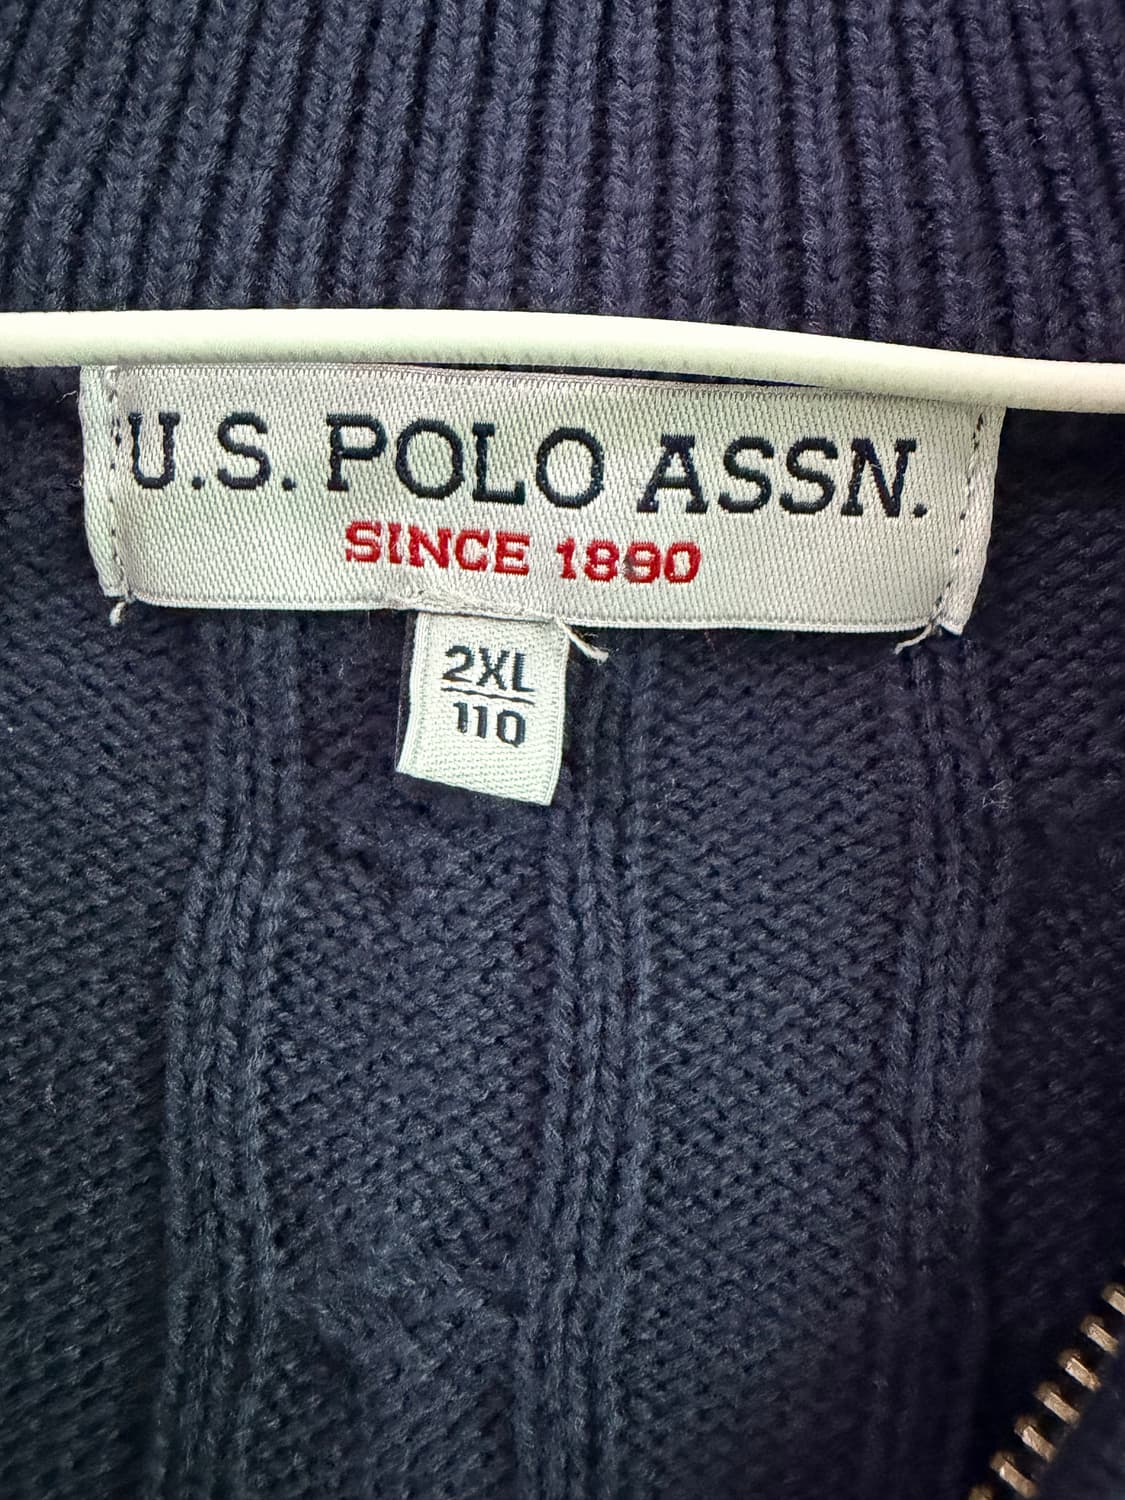 U.S. POLO ASSN.
SINCE 1890
2XL
110